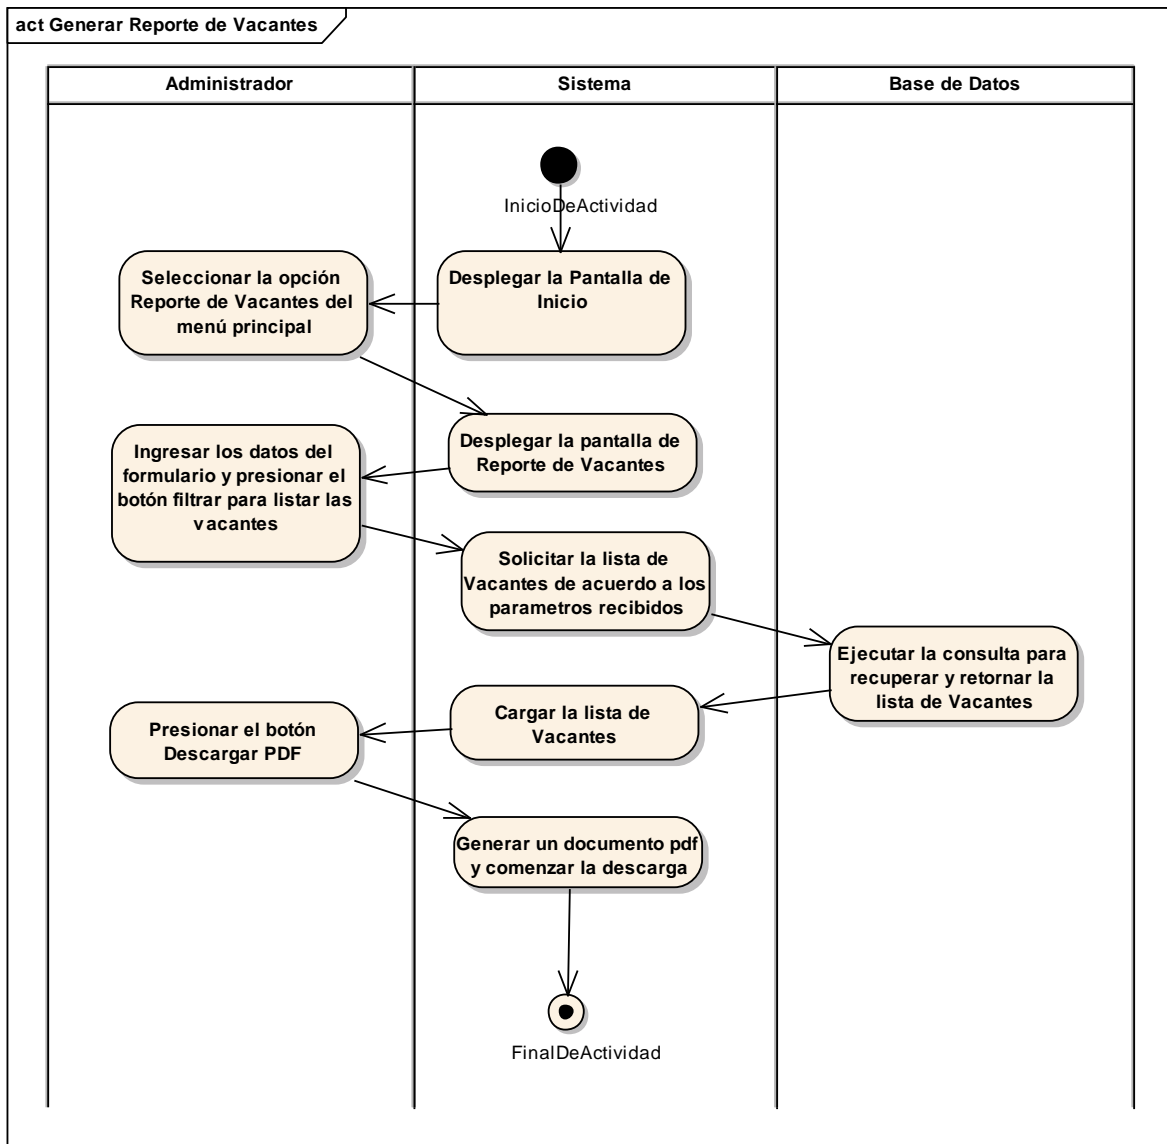 act Generar Reporte de Vacantes
Administrador
Sistema
Base de Datos
InicioDeActividad
Seleccionar la opción
Reporte de Vacantes del
menú principal
Desplegar la Pantalla de
Inicio
Desplegar la pantalla de
Reporte de Vacantes
Ingresar los datos del
formulario y presionar el
botón filtrar para listar las
vacantes
Solicitar la lista de
Vacantes de acuerdo a los
parametros recibidos
Ejecutar la consulta para
recuperar y retornar la
lista de Vacantes
Cargar la lista de
Vacantes
Presionar el botón
Descargar PDF
Generar un documento pdf
y comenzar la descarga
FinalDeActividad